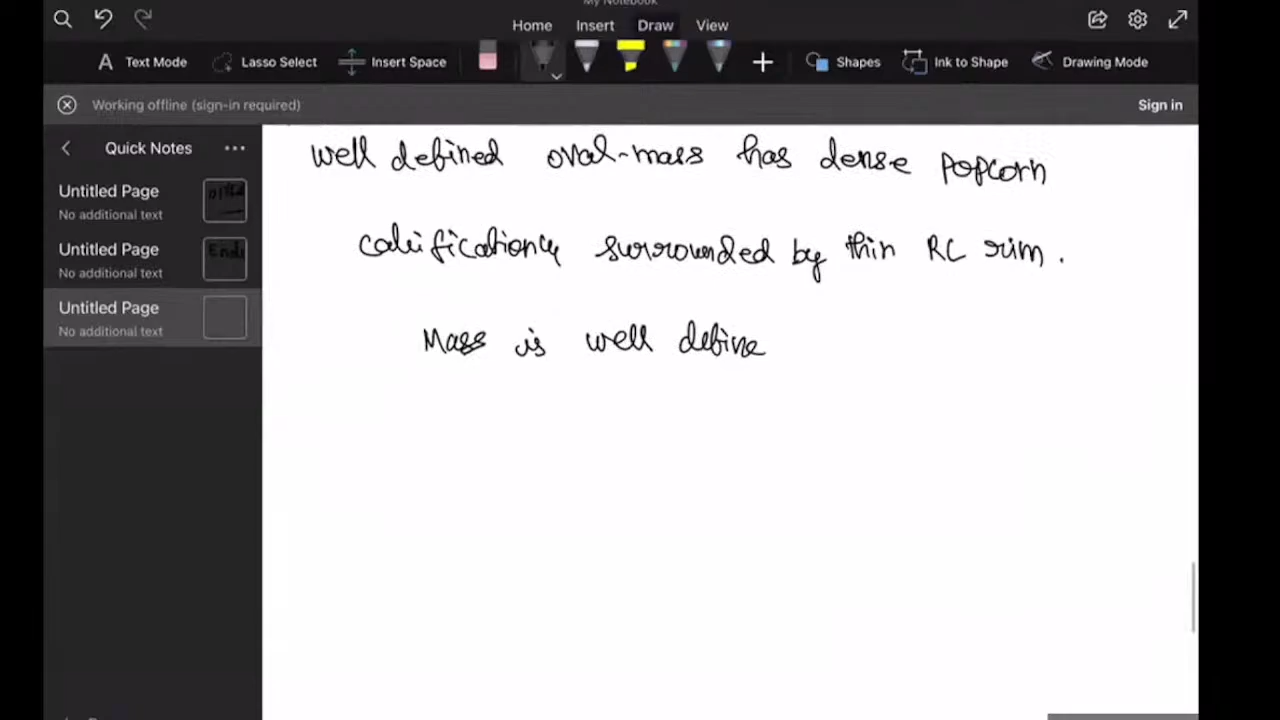 My Notebook
Home Insert Draw View
Text Mode Lasso Select Insert Space Shapes Ink to Shape Drawing Mode
Working offline (sign-in required) Sign in
Quick Notes
Untitled Page
No additional text
Untitled Page
No additional text
Untitled Page
No additional text
well defined oval-mass has dense popcorn
surrounded by thin RC rim.
Mass is well define